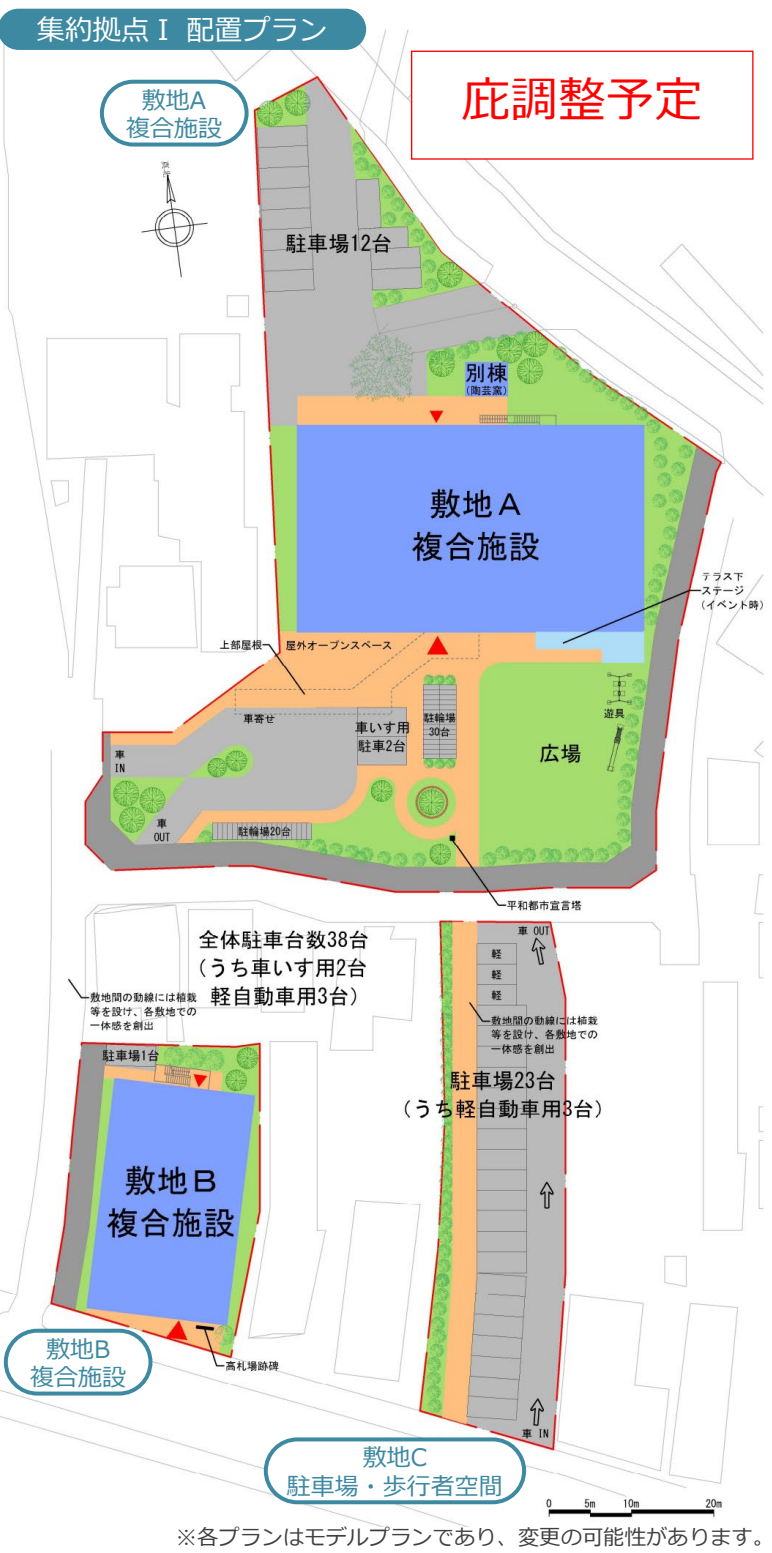 集約拠点Ⅰ 配置プラン
庇調整予定
敷地A
複合施設
真北
駐車場12台
別棟
(陶芸窯)
敷地A
複合施設
テラス下
ステージ
(イベント時)
上部屋根
屋外オープンスペース
車寄せ
車いす用
駐車2台
駐輪場
30台
遊具
広場
車
IN
車
OUT
駐輪場20台
平和都市宣言塔
全体駐車台数38台
(うち車いす用2台
軽自動車用3台)
車 OUT
軽
軽
軽
敷地間の動線には植栽
等を設け、各敷地での
一体感を創出
敷地間の動線には植栽
等を設け、各敷地での
一体感を創出
駐車場1台
駐車場23台
(うち軽自動車用3台)
敷地B
複合施設
高札場跡碑
敷地B
複合施設
車 IN
敷地C
駐車場・歩行者空間
0 5m 10m 20m
※各プランはモデルプランであり、変更の可能性があります。